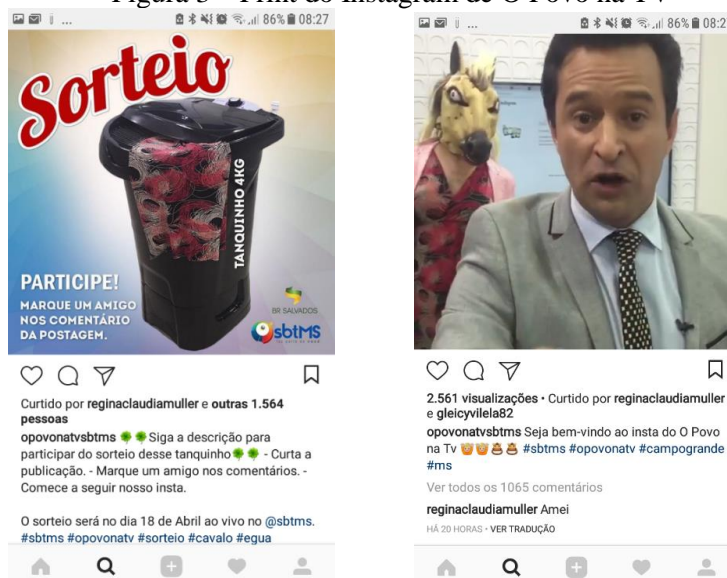 Figura 3 - Print do Instagram de O Povo na TV
... 86% 08:27
Sorteio
TANQUINHO 4KG
PARTICIPE!
MARQUE UM AMIGO
NOS COMENTÁRIO
DA POSTAGEM.
BR SALVADOS
sbtMS
Curtido por reginaclaudiamuller e outras 1.564
pessoas
opovonatvsbtms Siga a descrição para
participar do sorteio desse tanquinho - Curta a
publicação. - Marque um amigo nos comentários. -
Comece a seguir nosso insta.
O sorteio será no dia 18 de Abril ao vivo no @sbtms.
#sbtms #opovonatv #sorteio #cavalo #egua
... 86% 08:2
2.561 visualizações • Curtido por reginaclaudiamuller
e gleicyvilela82
opovonatvsbtms Seja bem-vindo ao insta do O Povo
na Tv #sbtms #opovonatv #campogrande
#ms
Ver todos os 1065 comentários
reginaclaudiamuller Amei
HÁ 20 HORAS • VER TRADUÇÃO